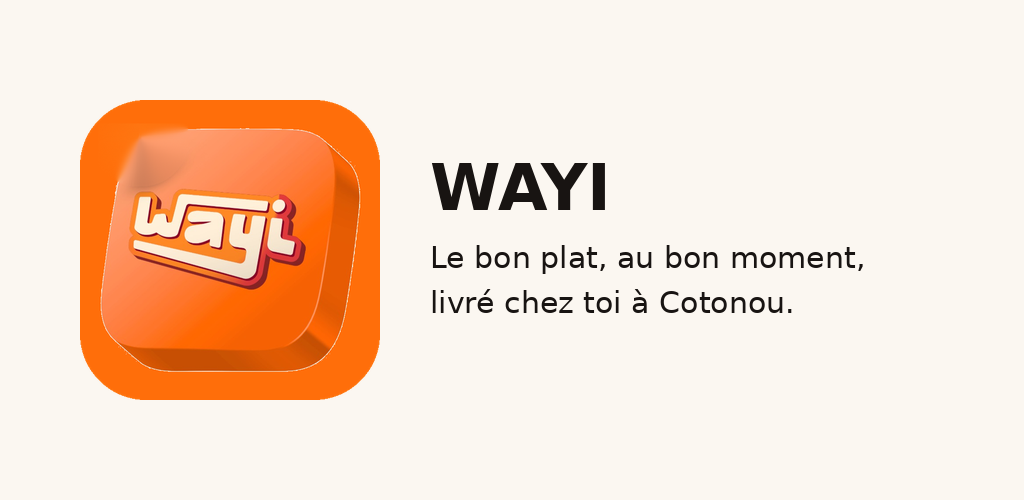 wayi
WAYI
Le bon plat, au bon moment,
livré chez toi à Cotonou.